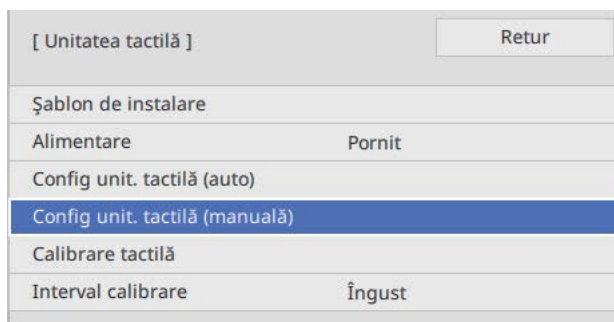 [ Unitatea tactilă ] Retur
Șablon de instalare
Alimentare Pornit
Config unit. tactilă (auto)
Config unit. tactilă (manuală)
Calibrare tactilă
Interval calibrare Îngust